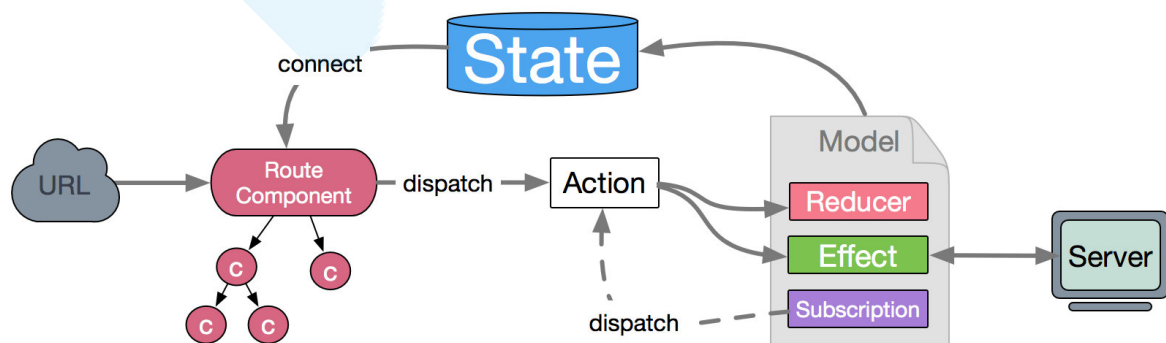 State
connect
Model
URL
Route
Component
dispatch
Action
Reducer
Effect
Server
C
C
Subscription
dispatch
C
C